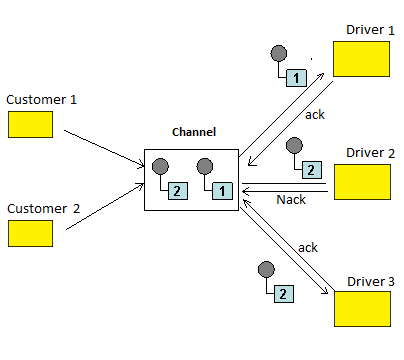 Driver 1
1
ack
Customer 1
Channel
2
Driver 2
2
1
Nack
Customer 2
ack
2
Driver 3